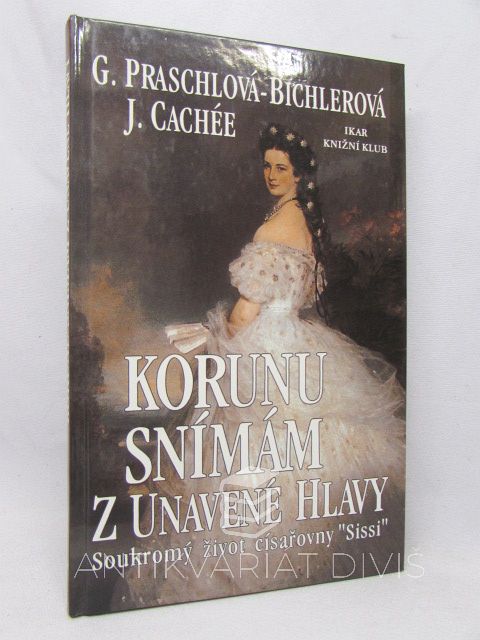 G. PRASCHLOVÁ-BICHLEROVÁ
J. CACHÉE
IKAR
KNIŽNÍ KLUB
KORUNU
SNÍMÁM
Z UNAVENÉ HLAVY
Soukromý život císařovny "Sissi"
ANTIKVARIÁT DIVIŠ